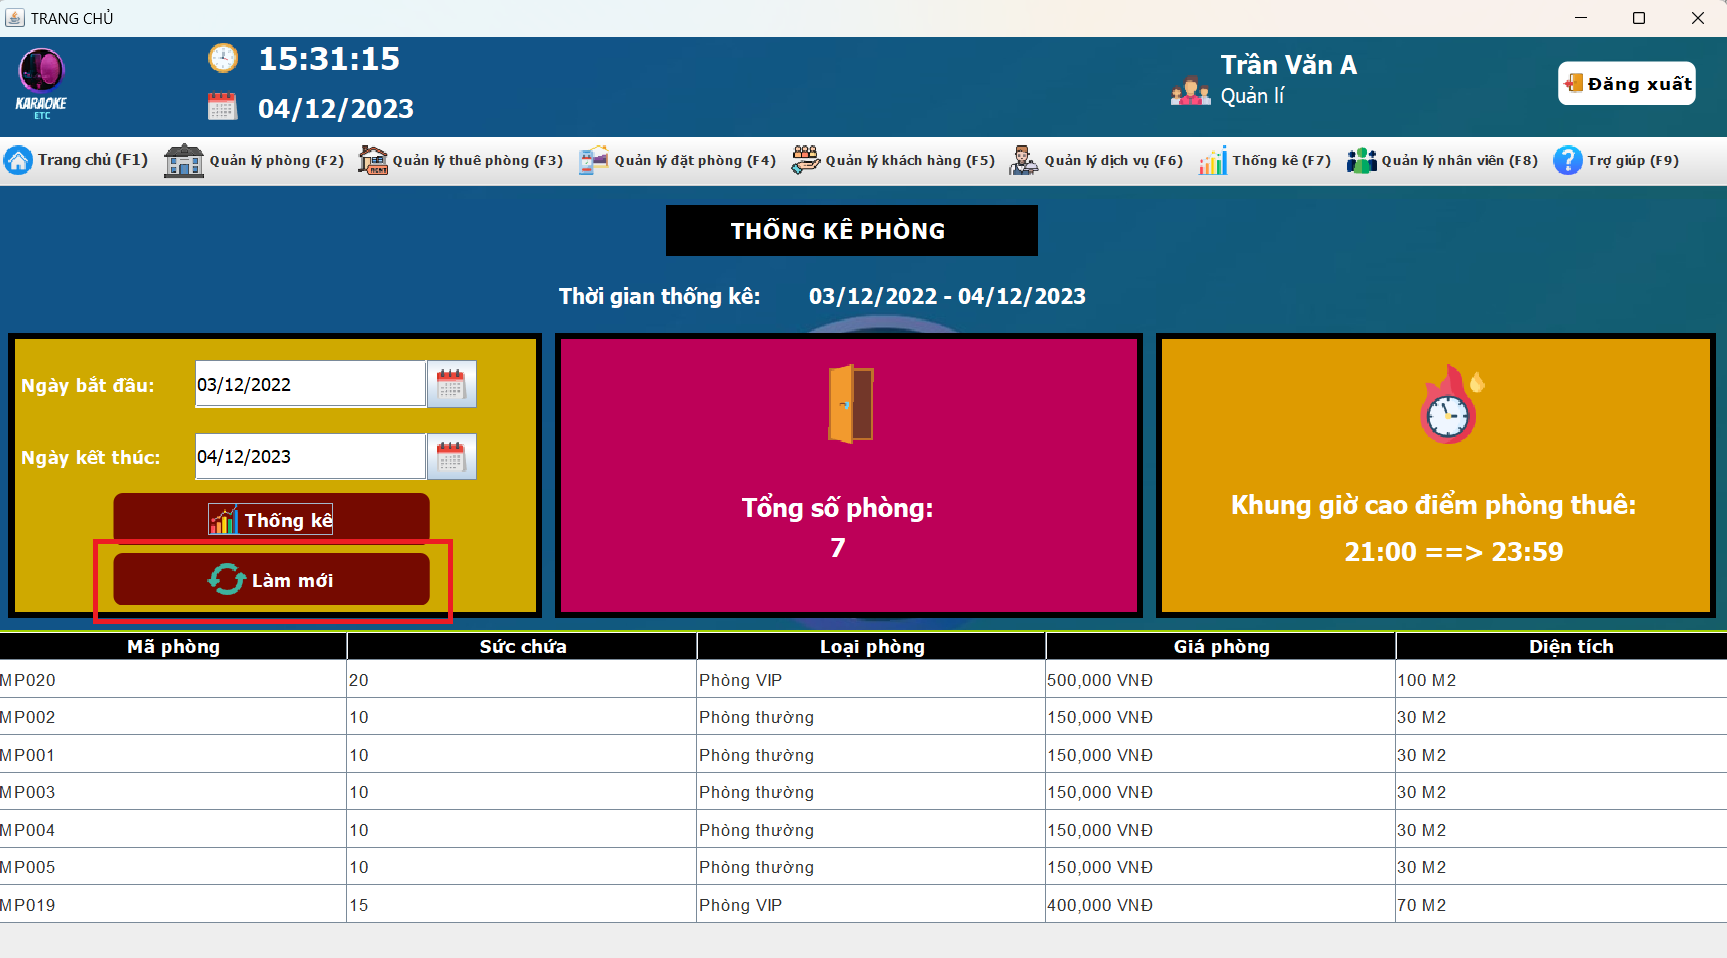 TRANG CHỦ
KARAOKE
ETC
15:31:15
04/12/2023
Trần Văn A
Quản lí
Đăng xuất
Trang chủ (F1) Quản lý phòng (F2) Quản lý thuê phòng (F3) Quản lý đặt phòng (F4) Quản lý khách hàng (F5) Quản lý dịch vụ (F6) Thống kê (F7) Quản lý nhân viên (F8) Trợ giúp (F9)
THỐNG KÊ PHÒNG
Thời gian thống kê: 03/12/2022 - 04/12/2023
Ngày bắt đầu: 03/12/2022
Ngày kết thúc: 04/12/2023
Thống kê
Làm mới
Tổng số phòng:
7
Khung giờ cao điểm phòng thuê:
21:00 ==> 23:59
Mã phòng Sức chứa Loại phòng Giá phòng Diện tích
MP020 20 Phòng VIP 500,000 VNĐ 100 M2
MP002 10 Phòng thường 150,000 VNĐ 30 M2
MP001 10 Phòng thường 150,000 VNĐ 30 M2
MP003 10 Phòng thường 150,000 VNĐ 30 M2
MP004 10 Phòng thường 150,000 VNĐ 30 M2
MP005 10 Phòng thường 150,000 VNĐ 30 M2
MP019 15 Phòng VIP 400,000 VNĐ 70 M2